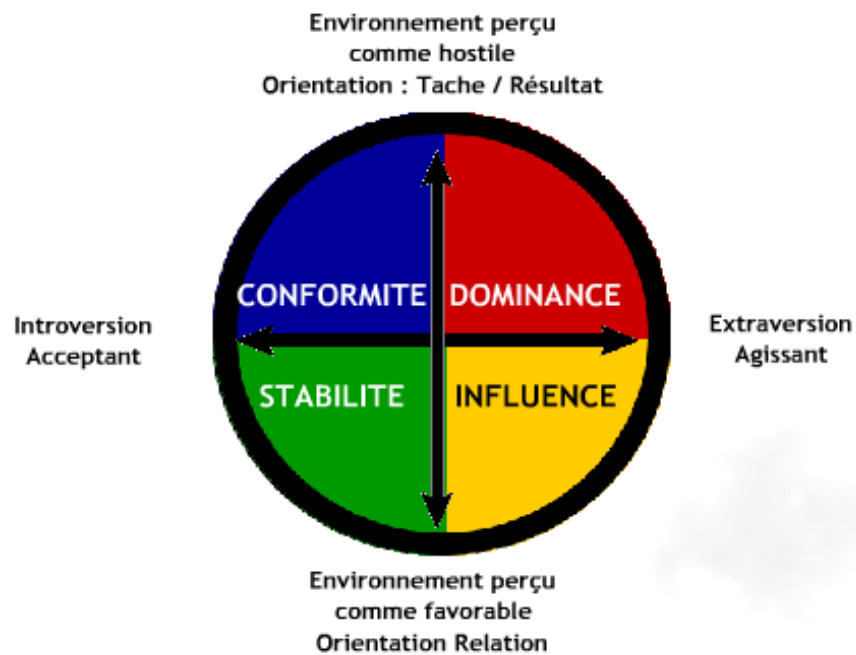 Environnement perçu
comme hostile
Orientation : Tache / Résultat
CONFORMITE
DOMINANCE
Introversion
Acceptant
Extraversion
Agissant
STABILITE
INFLUENCE
Environnement perçu
comme favorable
Orientation Relation